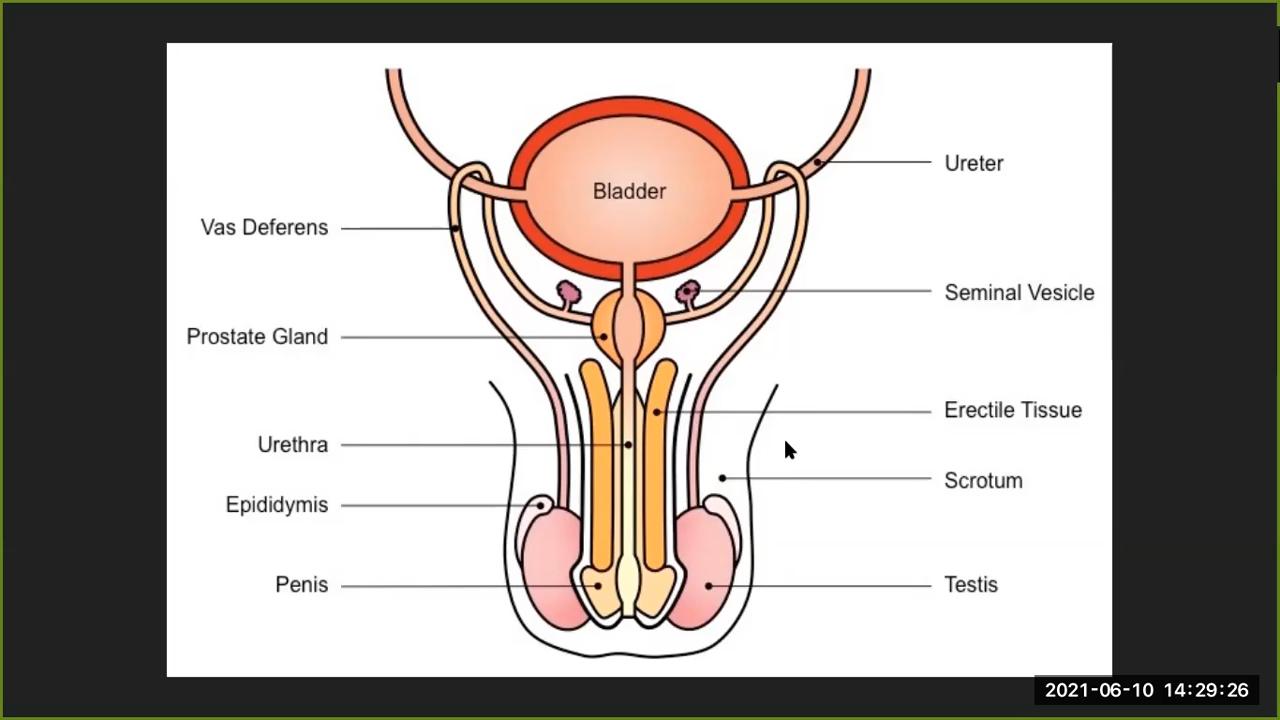 Bladder
Ureter
Vas Deferens
Seminal Vesicle
Prostate Gland
Erectile Tissue
Urethra
Scrotum
Epididymis
Penis
Testis
2021-06-10 14:29:26